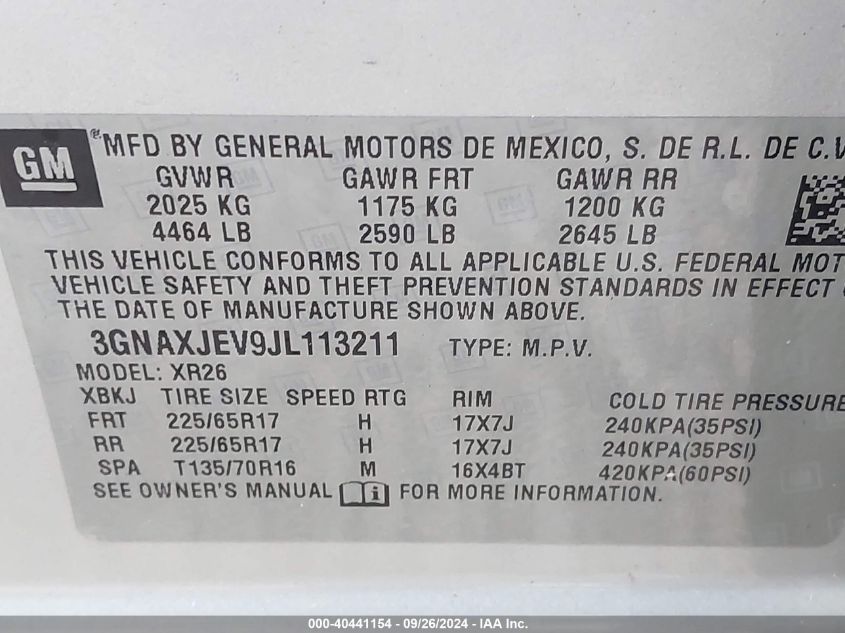 GM
® MFD BY GENERAL MOTORS DE MEXICO, S. DE R.L. DE C.V
GVWR GAWR FRT GAWR RR
2025 KG 1175 KG 1200 KG
4464 LB 2590 LB 2645 LB
THIS VEHICLE CONFORMS TO ALL APPLICABLE U.S. FEDERAL MOT
VEHICLE SAFETY AND THEFT PREVENTION STANDARDS IN EFFECT
THE DATE OF MANUFACTURE SHOWN ABOVE.
3GNAXJEV9JL113211 TYPE: M.P.V.
MODEL: XR26
XBKJ TIRE SIZE SPEED RTG RIM COLD TIRE PRESSURE
FRT 225/65R17 H 17X7J 240KPA(35PSI)
RR 225/65R17 H 17X7J 240KPA(35PSI)
SPA T135/70R16 M 16X4BT 420KPA(60PSI)
SEE OWNER'S MANUAL i FOR MORE INFORMATION.
000-40441154 - 09/26/2024 - IAA Inc.